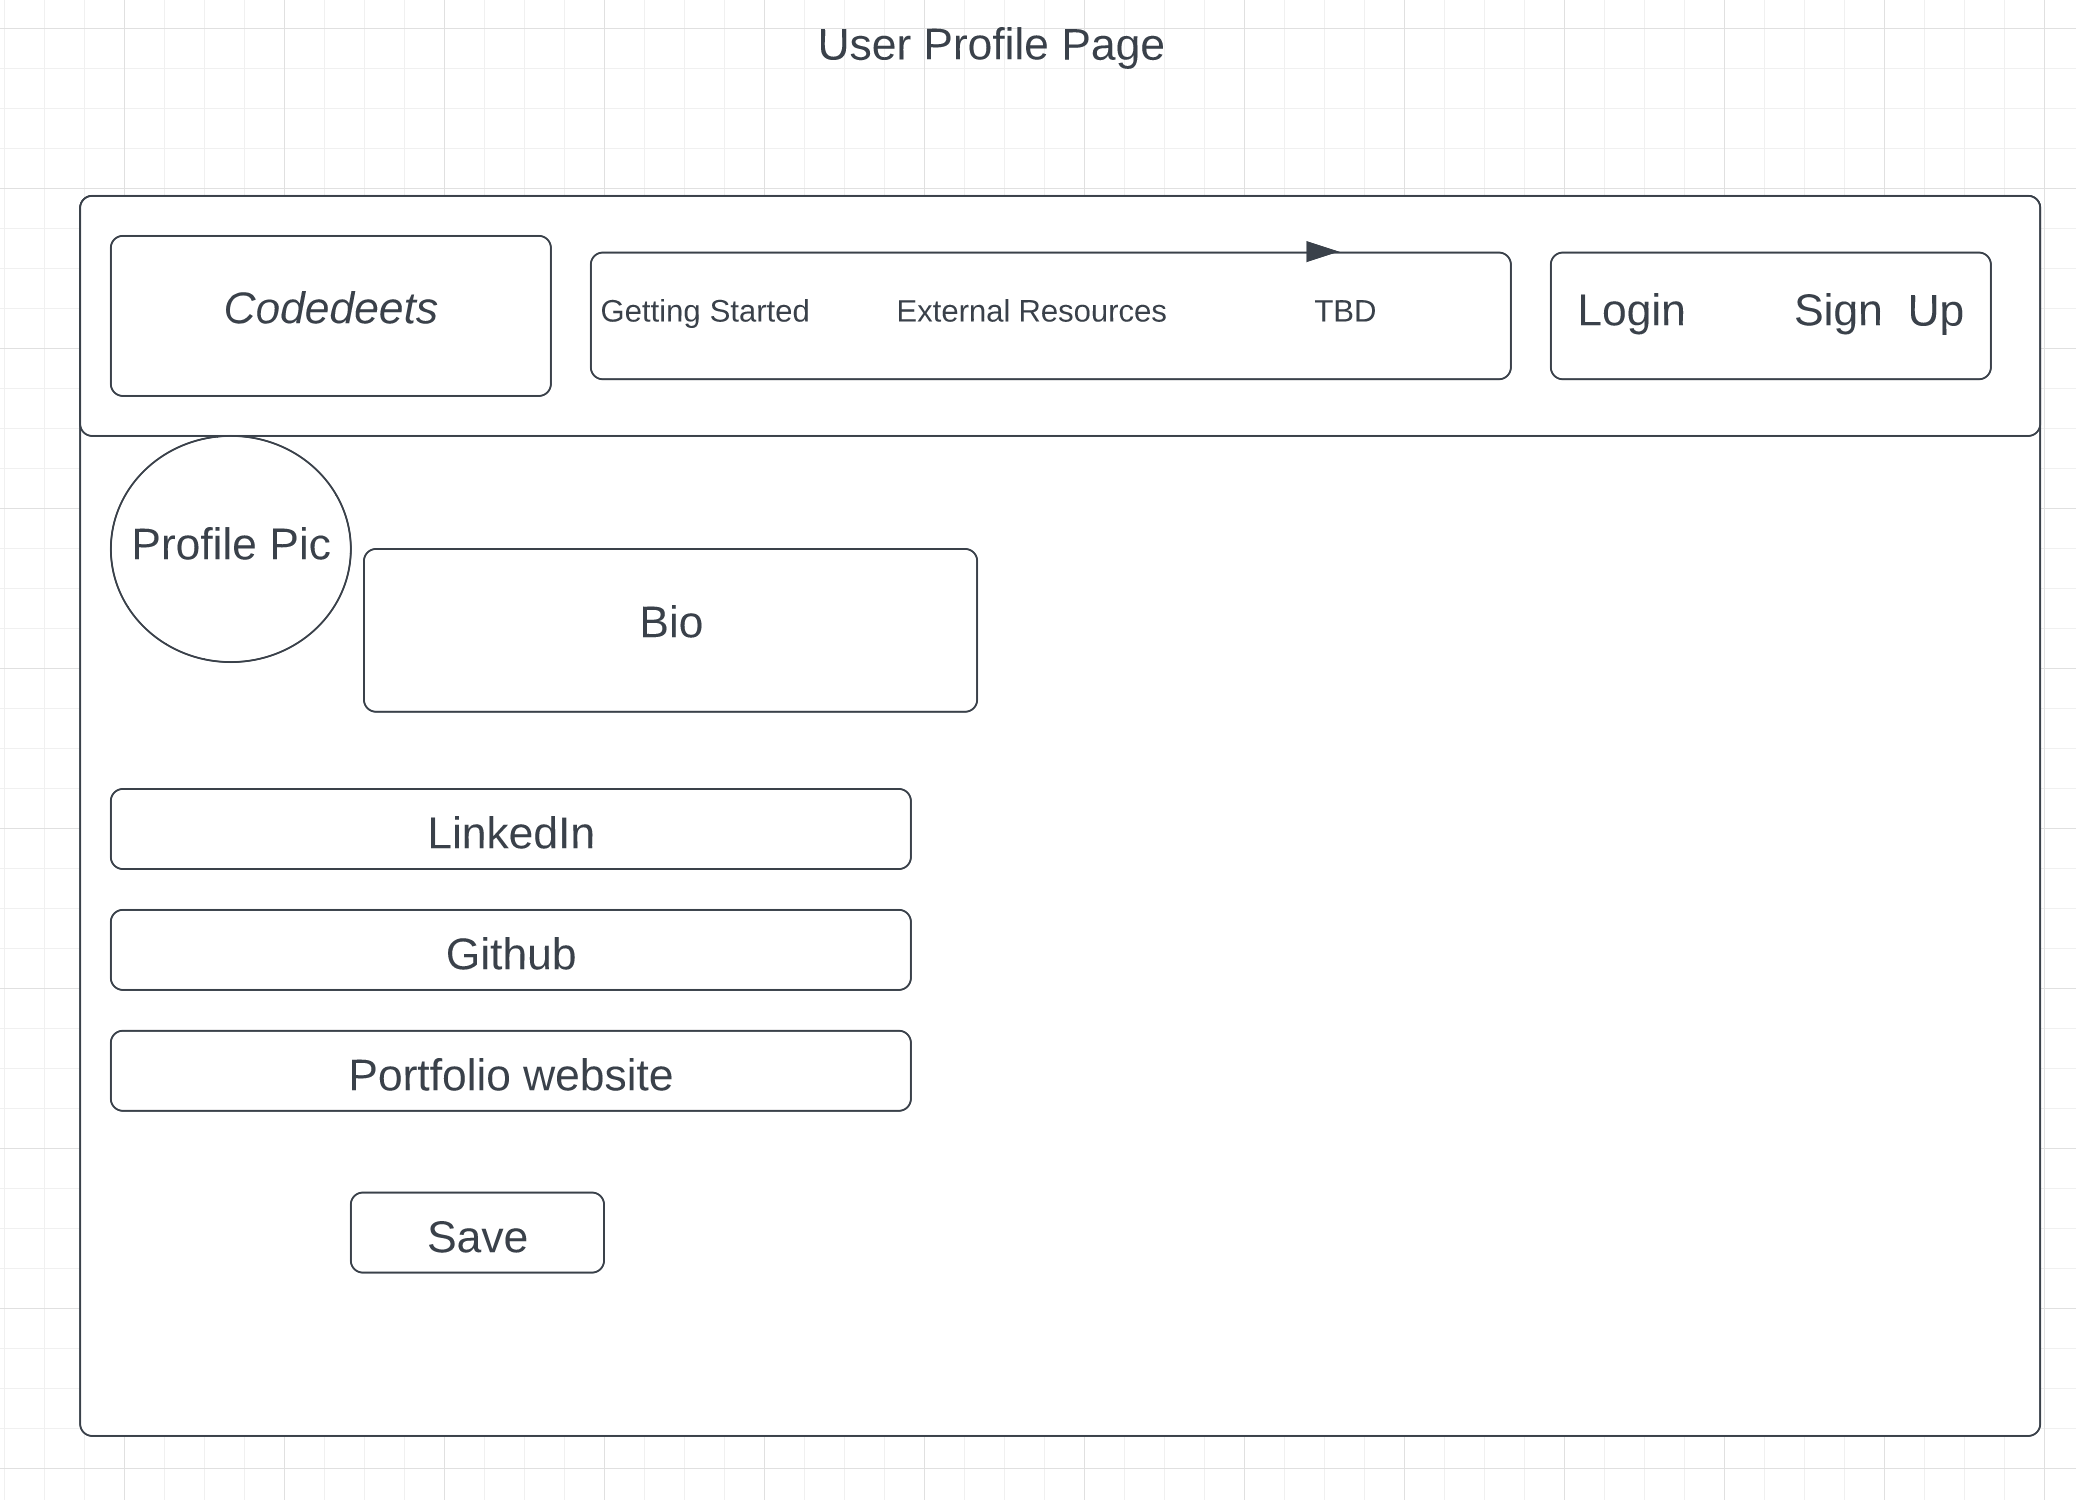 User Profile Page
Codedeets
Getting Started
External Resources
TBD
Login
Sign Up
Profile Pic
Bio
LinkedIn
Github
Portfolio website
Save